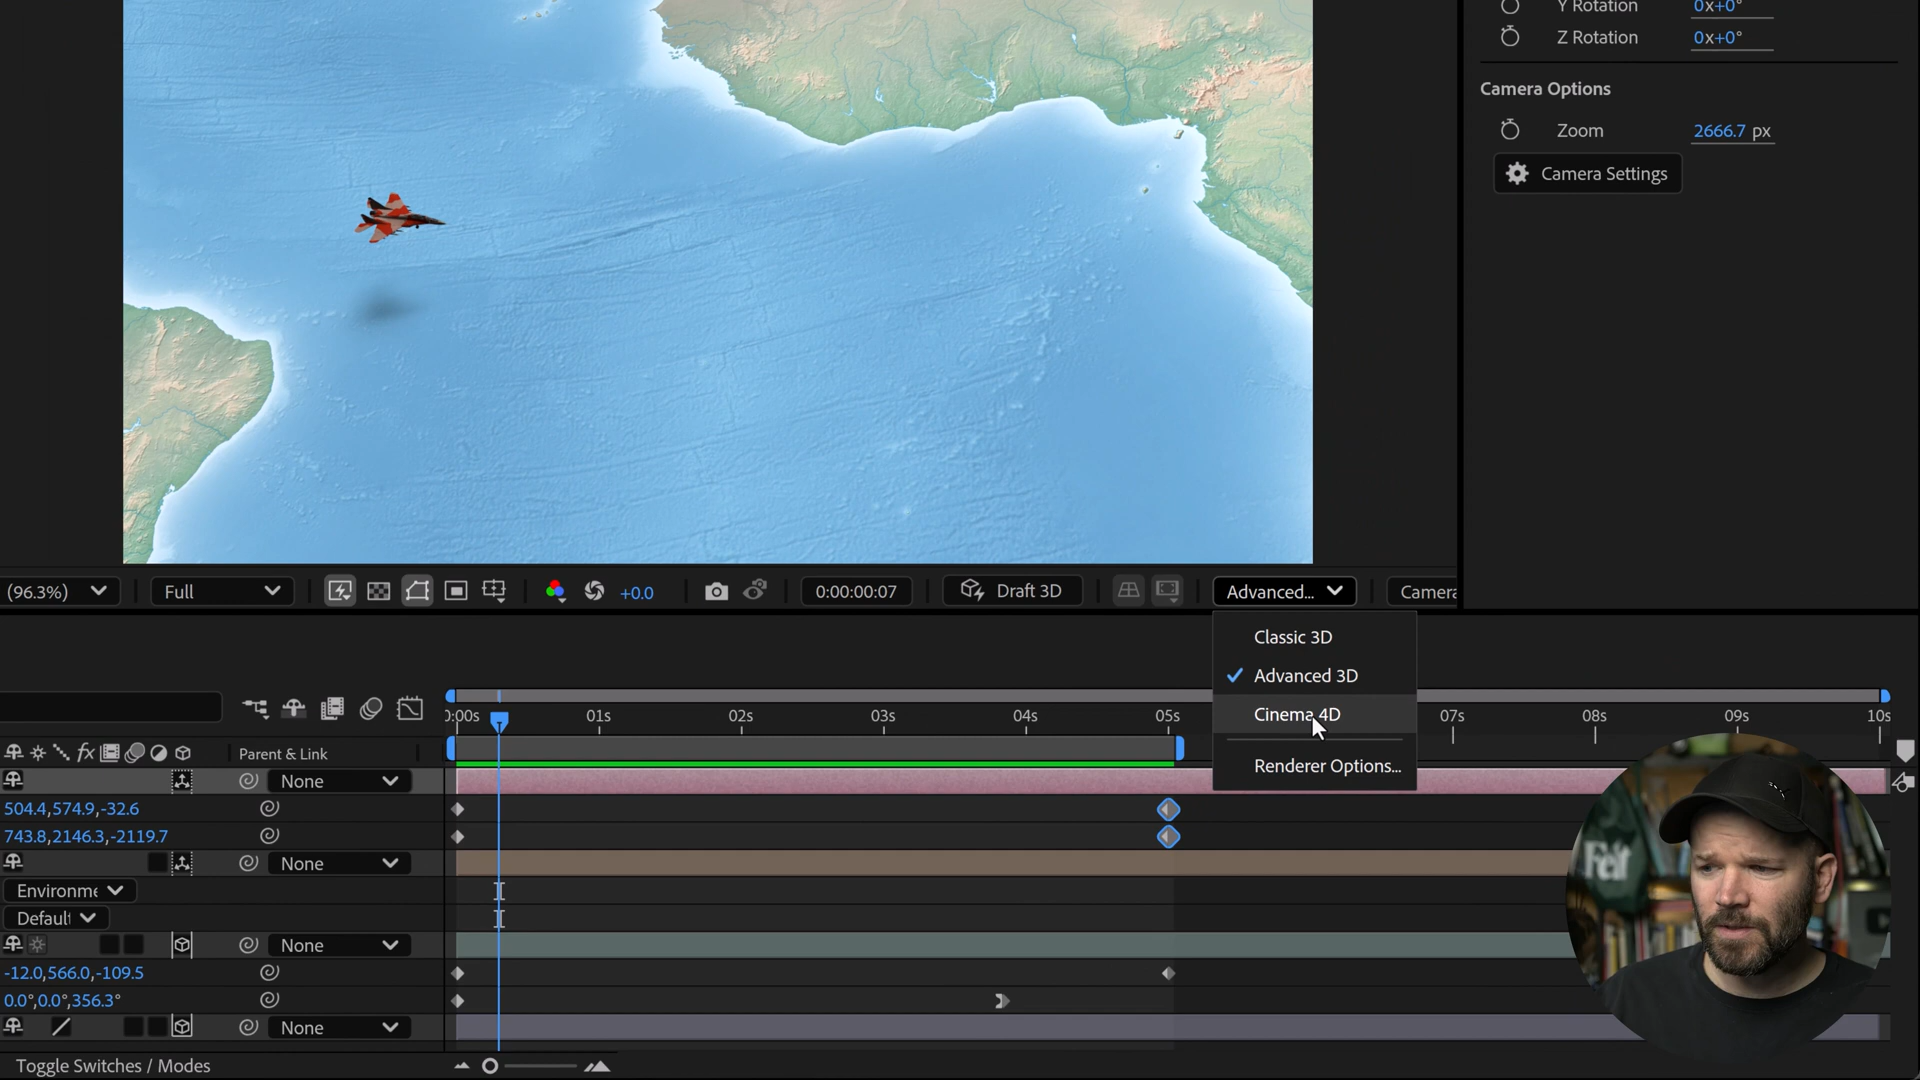 Y Rotation 0x+0°
Z Rotation 0x+0°
Camera Options
Zoom 2666.7 px
Camera Settings
(96.3%) Full +0.0 0:00:00:07 Draft 3D Advanced... Camera
Classic 3D
Advanced 3D
Cinema 4D
Renderer Options...
0:00s 01s 02s 03s 04s 05s 07s 08s 09s 10s
fx Parent & Link
None
504.4,574.9,-32.6
743.8,2146.3,-2119.7
None
Environme
Default
None
-12.0,566.0,-109.5
0.0°,0.0°,356.3°
None
Toggle Switches / Modes
Felt